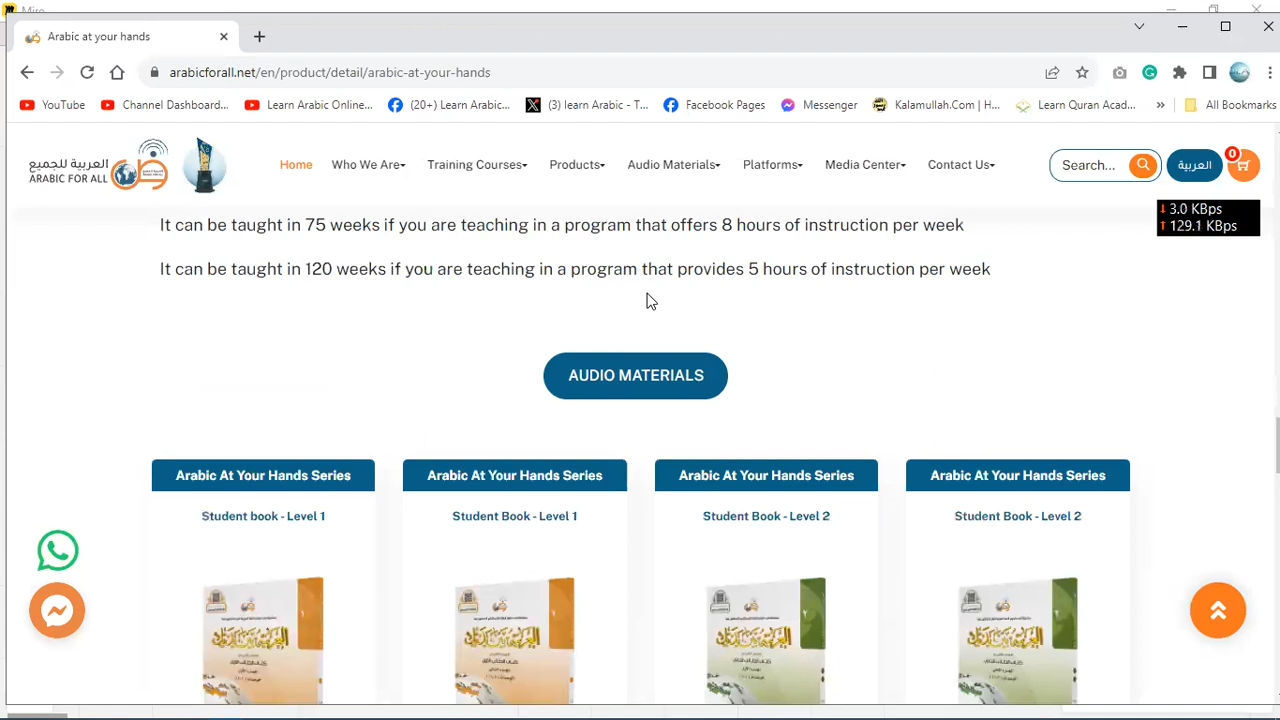 Miro
Arabic at your hands
arabicforall.net/en/product/detail/arabic-at-your-hands
YouTube
Channel Dashboard...
Learn Arabic Online...
(20+) Learn Arabic...
(3) learn Arabic - T...
Facebook Pages
Messenger
Kalamullah.Com | H...
Learn Quran Acad...
»
All Bookmarks
العربية للجميع
ARABIC FOR ALL
Home
Who We Are
Training Courses
Products
Audio Materials
Platforms
Media Center
Contact Us
Search...
العربية
0
3.0 KBps
129.1 KBps
It can be taught in 75 weeks if you are teaching in a program that offers 8 hours of instruction per week
It can be taught in 120 weeks if you are teaching in a program that provides 5 hours of instruction per week
AUDIO MATERIALS
Arabic At Your Hands Series
Student book - Level 1
Arabic At Your Hands Series
Student Book - Level 1
Arabic At Your Hands Series
Student Book - Level 2
Arabic At Your Hands Series
Student Book - Level 2